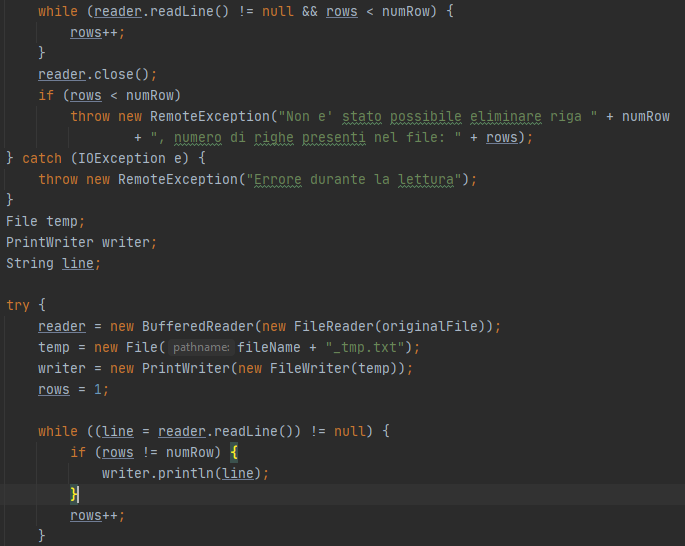 while (reader.readLine() != null && rows < numRow) {
rows++;
}
reader.close();
if (rows < numRow)
throw new RemoteException("Non e' stato possibile eliminare riga " + numRow
+ ", numero di righe presenti nel file: " + rows);
} catch (IOException e) {
throw new RemoteException("Errore durante la lettura");
}
File temp;
PrintWriter writer;
String line;
try {
reader = new BufferedReader(new FileReader(originalFile));
temp = new File( pathname: fileName + "_tmp.txt");
writer = new PrintWriter(new FileWriter(temp));
rows = 1;
while ((line = reader.readLine()) != null) {
if (rows != numRow) {
writer.println(line);
}
rows++;
}